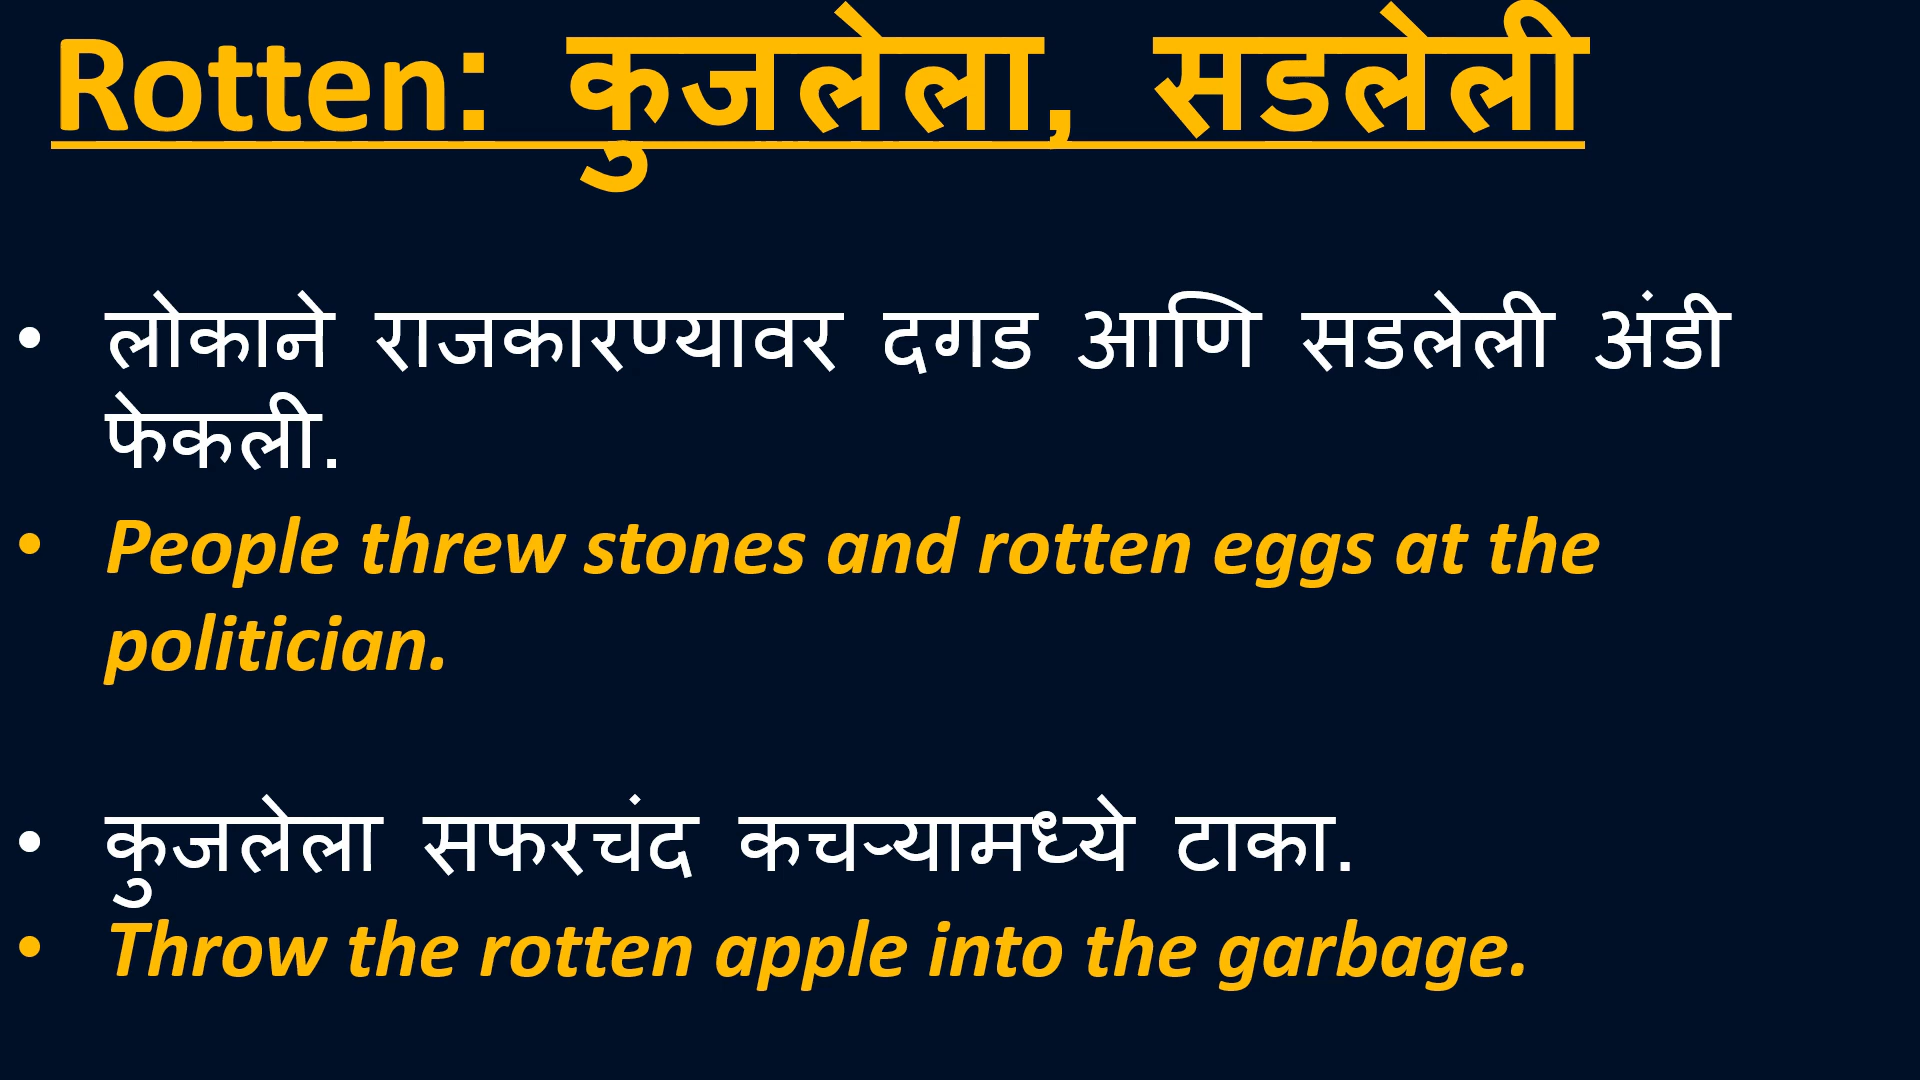 Rotten: कुजलेला, सडलेली
• लोकाने राजकारण्यावर दगड आणि सडलेली अंडी
फेकली.
• People threw stones and rotten eggs at the
politician.
• कुजलेला सफरचंद कचऱ्यामध्ये टाका.
• Throw the rotten apple into the garbage.